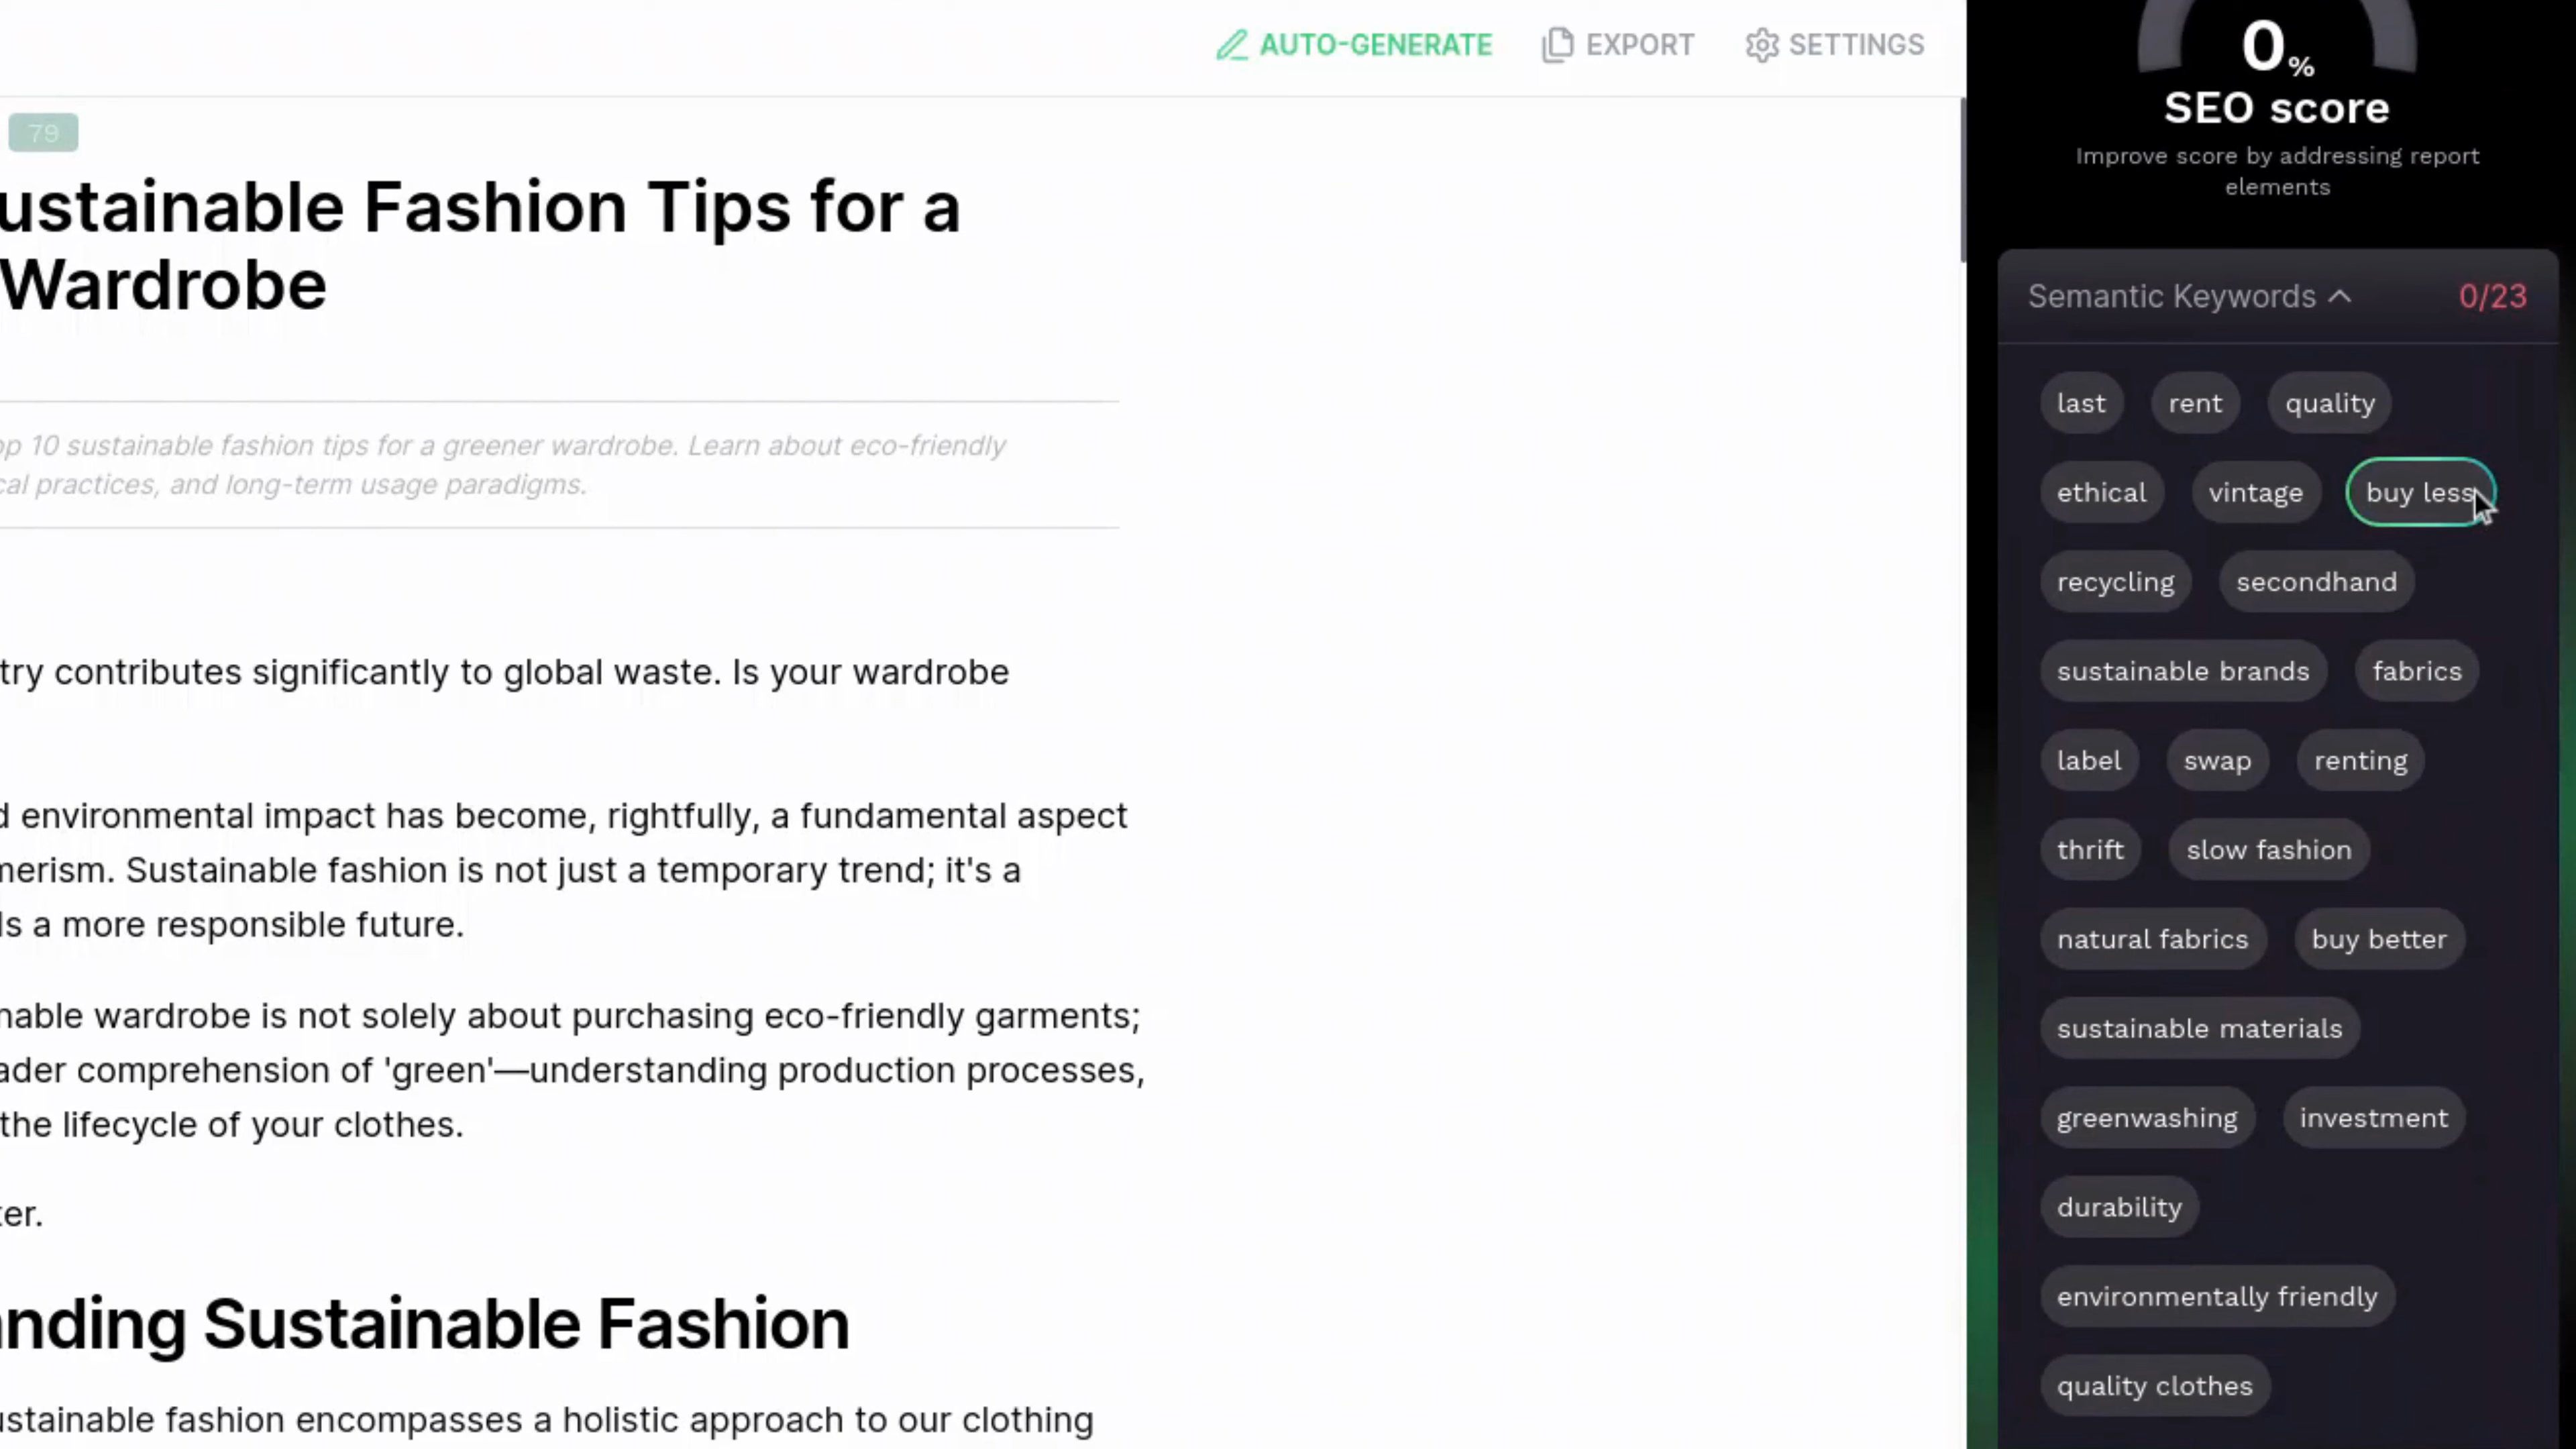 AUTO-GENERATE EXPORT SETTINGS
79
ustainable Fashion Tips for a
Wardrobe
op 10 sustainable fashion tips for a greener wardrobe. Learn about eco-friendly
cal practices, and long-term usage paradigms.
try contributes significantly to global waste. Is your wardrobe
d environmental impact has become, rightfully, a fundamental aspect
merism. Sustainable fashion is not just a temporary trend; it's a
ls a more responsible future.
nable wardrobe is not solely about purchasing eco-friendly garments;
ader comprehension of 'green'—understanding production processes,
the lifecycle of your clothes.
ter.
nding Sustainable Fashion
ustainable fashion encompasses a holistic approach to our clothing
0%
SEO score
Improve score by addressing report
elements
Semantic Keywords 0/23
last rent quality
ethical vintage buy less
recycling secondhand
sustainable brands fabrics
label swap renting
thrift slow fashion
natural fabrics buy better
sustainable materials
greenwashing investment
durability
environmentally friendly
quality clothes